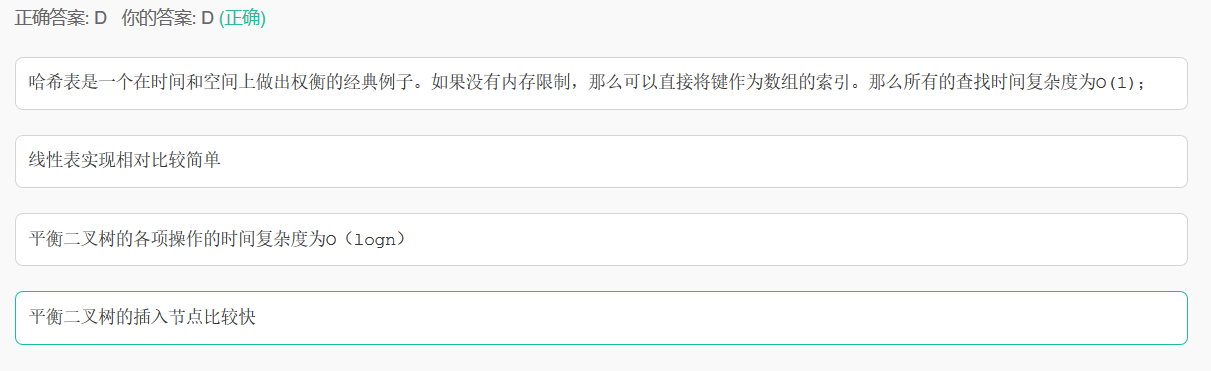 正确答案: D 你的答案: D (正确)
哈希表是一个在时间和空间上做出权衡的经典例子。如果没有内存限制，那么可以直接将键作为数组的索引。那么所有的查找时间复杂度为O(1);
线性表实现相对比较简单
平衡二叉树的各项操作的时间复杂度为O（logn）
平衡二叉树的插入节点比较快